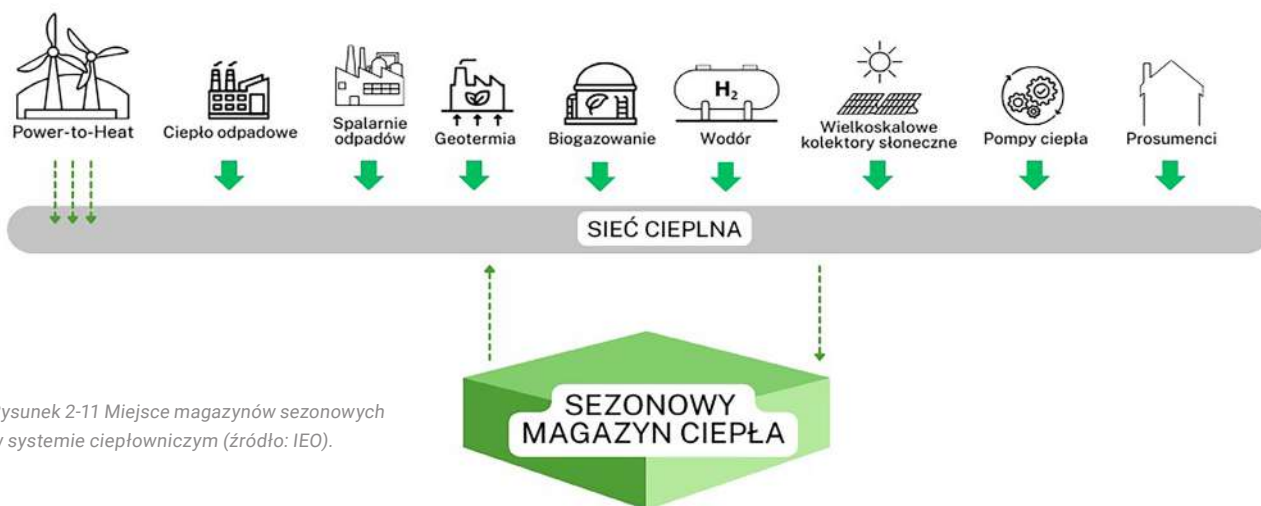 Power-to-Heat
Ciepło odpadowe
Spalarnie
odpadów
Geotermia
Biogazowanie
H₂
Wodór
Wielkoskalowe
kolektory słoneczne
Pompy ciepła
Prosumenci
SIEĆ CIEPLNA
SEZONOWY
MAGAZYN CIEPŁA
ysunek 2-11 Miejsce magazynów sezonowych
systemie ciepłowniczym (źródło: IEO).